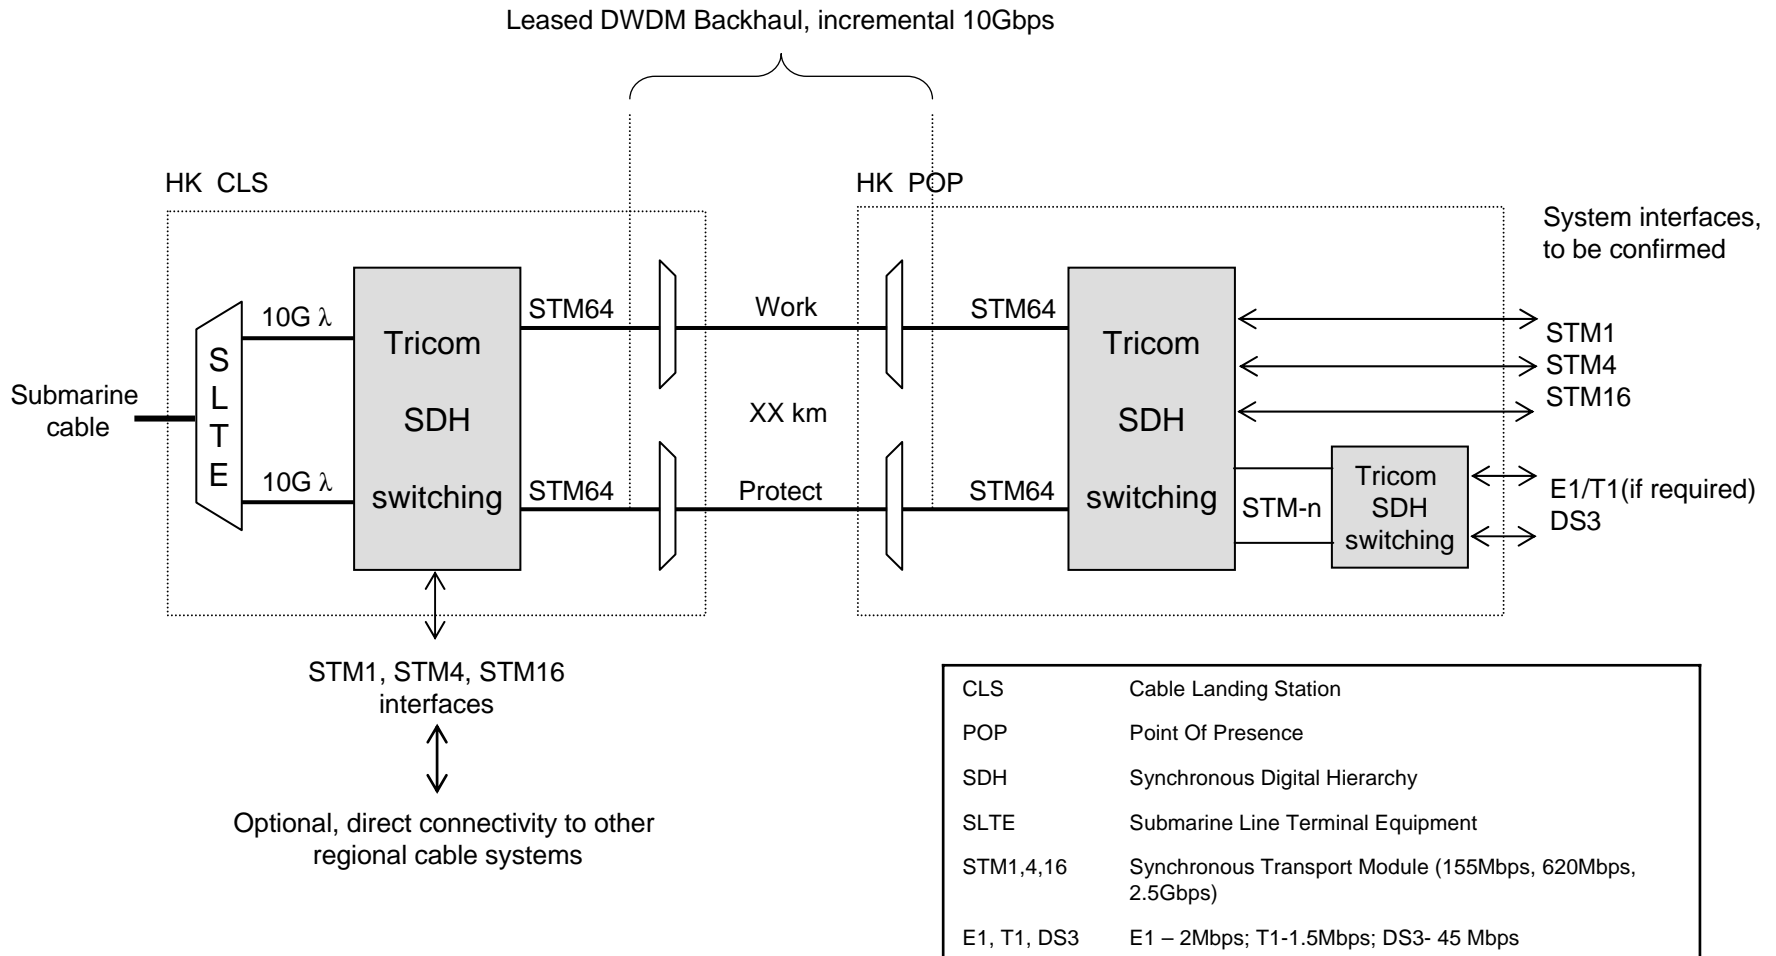 Leased DWDM Backhaul, incremental 10Gbps
HK CLS
HK POP
System interfaces,
to be confirmed
Submarine
cable
S
L
T
E
10G λ
10G λ
Tricom
SDH
switching
STM64
STM64
Work
XX km
Protect
STM64
STM64
Tricom
SDH
switching
STM1
STM4
STM16
STM-n
Tricom
SDH
switching
E1/T1(if required)
DS3
STM1, STM4, STM16
interfaces
Optional, direct connectivity to other
regional cable systems
CLS Cable Landing Station
POP Point Of Presence
SDH Synchronous Digital Hierarchy
SLTE Submarine Line Terminal Equipment
STM1,4,16 Synchronous Transport Module (155Mbps, 620Mbps,
2.5Gbps)
E1, T1, DS3 E1 – 2Mbps; T1-1.5Mbps; DS3- 45 Mbps